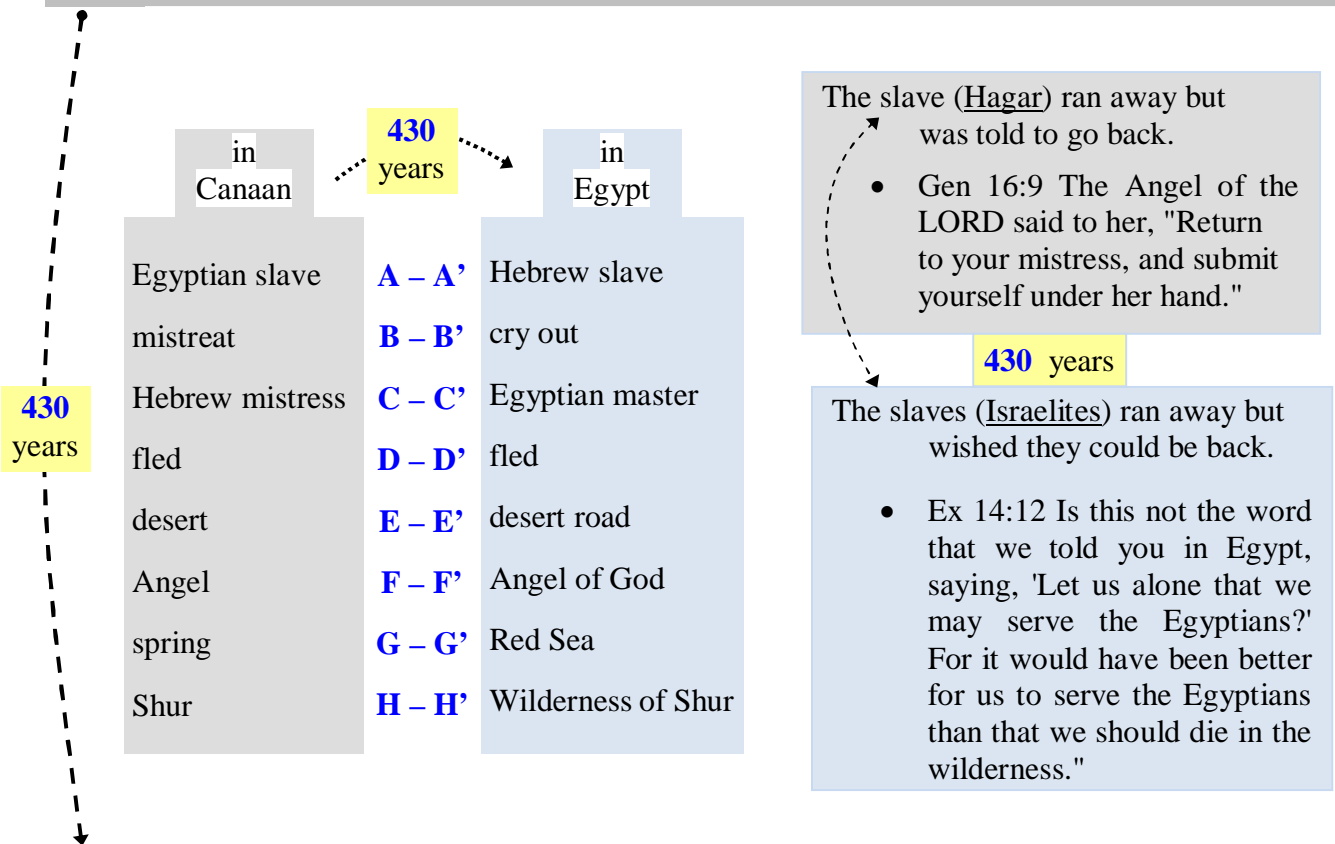 430
years
in
Canaan
430
years
in
Egypt
Egyptian slave A – A’ Hebrew slave
mistreat B – B’ cry out
Hebrew mistress C – C’ Egyptian master
fled D – D’ fled
desert E – E’ desert road
Angel F – F’ Angel of God
spring G – G’ Red Sea
Shur H – H’ Wilderness of Shur
The slave (Hagar) ran away but
was told to go back.
• Gen 16:9 The Angel of the
LORD said to her, "Return
to your mistress, and submit
yourself under her hand."
430 years
The slaves (Israelites) ran away but
wished they could be back.
• Ex 14:12 Is this not the word
that we told you in Egypt,
saying, 'Let us alone that we
may serve the Egyptians?'
For it would have been better
for us to serve the Egyptians
than that we should die in the
wilderness."